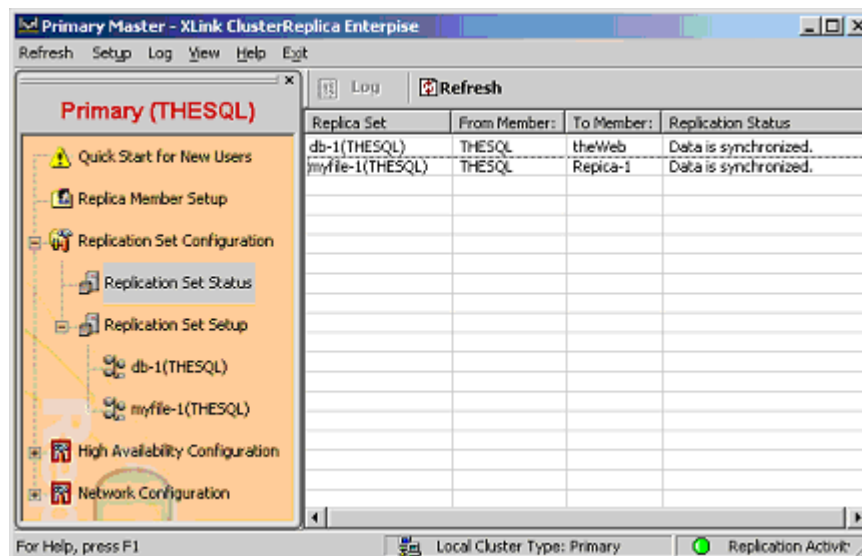 Primary Master - XLink ClusterReplica Enterpise
Refresh Setup Log View Help Exit
Primary (THESQL)
Quick Start for New Users
Replica Member Setup
Replication Set Configuration
Replication Set Status
Replication Set Setup
db-1(THESQL)
myfile-1(THESQL)
High Availability Configuration
Network Configuration
Log Refresh
Replica Set From Member: To Member: Replication Status
db-1(THESQL) THESQL theWeb Data is synchronized.
myfile-1(THESQL) THESQL Repica-1 Data is synchronized.
For Help, press F1 Local Cluster Type: Primary Replication Activit